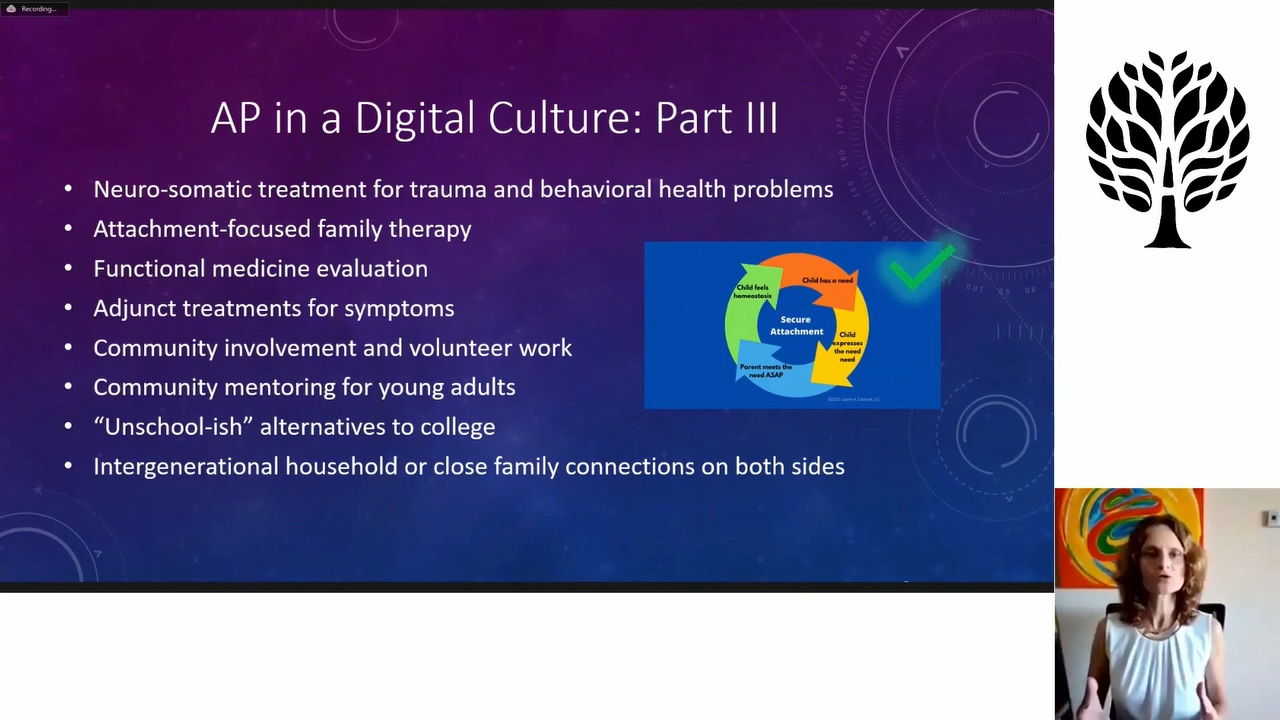 Recording...
AP in a Digital Culture: Part III
• Neuro-somatic treatment for trauma and behavioral health problems
• Attachment-focused family therapy
• Functional medicine evaluation
• Adjunct treatments for symptoms
• Community involvement and volunteer work
• Community mentoring for young adults
• “Unschool-ish” alternatives to college
• Intergenerational household or close family connections on both sides
Child has a need
Child
expresses
the need
need
Parent meets the
need ASAP
Child feels
homeostasis
Secure
Attachment